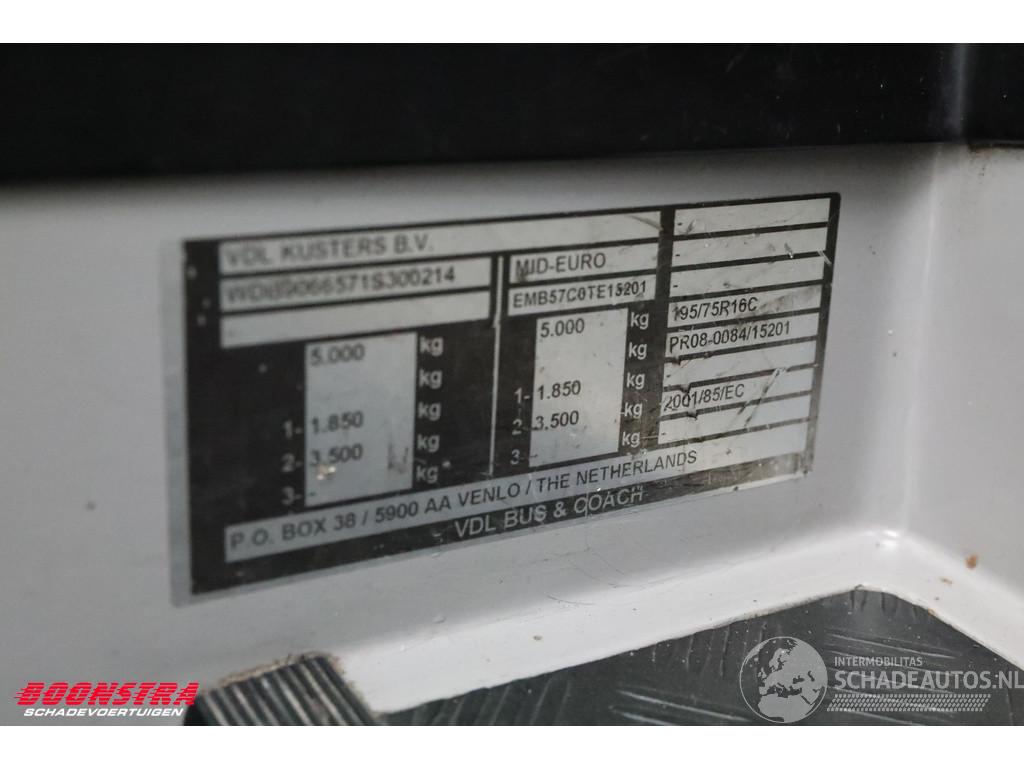 VDL KUSTERS B.V.
WDB9066571S300214
-
MID-EURO
EMB57C0TE15201
-
-
-
195/75R16C
PR08-0084/15201
-
2001/85/EC
-
-
5.000 kg
kg
1- 1.850 kg
2- 3.500 kg
3- - kg
5.000 kg
kg
1- 1.850 kg
2- 3.500 kg
3- - kg
P.O. BOX 38 / 5900 AA VENLO / THE NETHERLANDS
VDL BUS & COACH
BOONSTRA
SCHADEVOERTUIGEN
INTERMOBILITAS
SCHADEAUTOS.NL